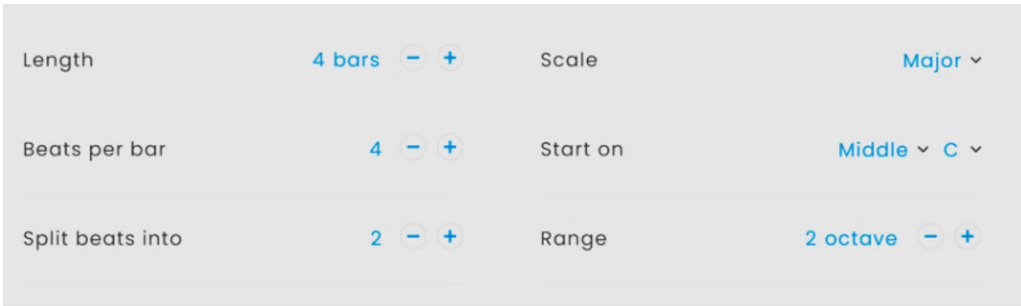 Length 4 bars − + Scale Major
Beats per bar 4 − + Start on Middle C
Split beats into 2 − + Range 2 octave − +